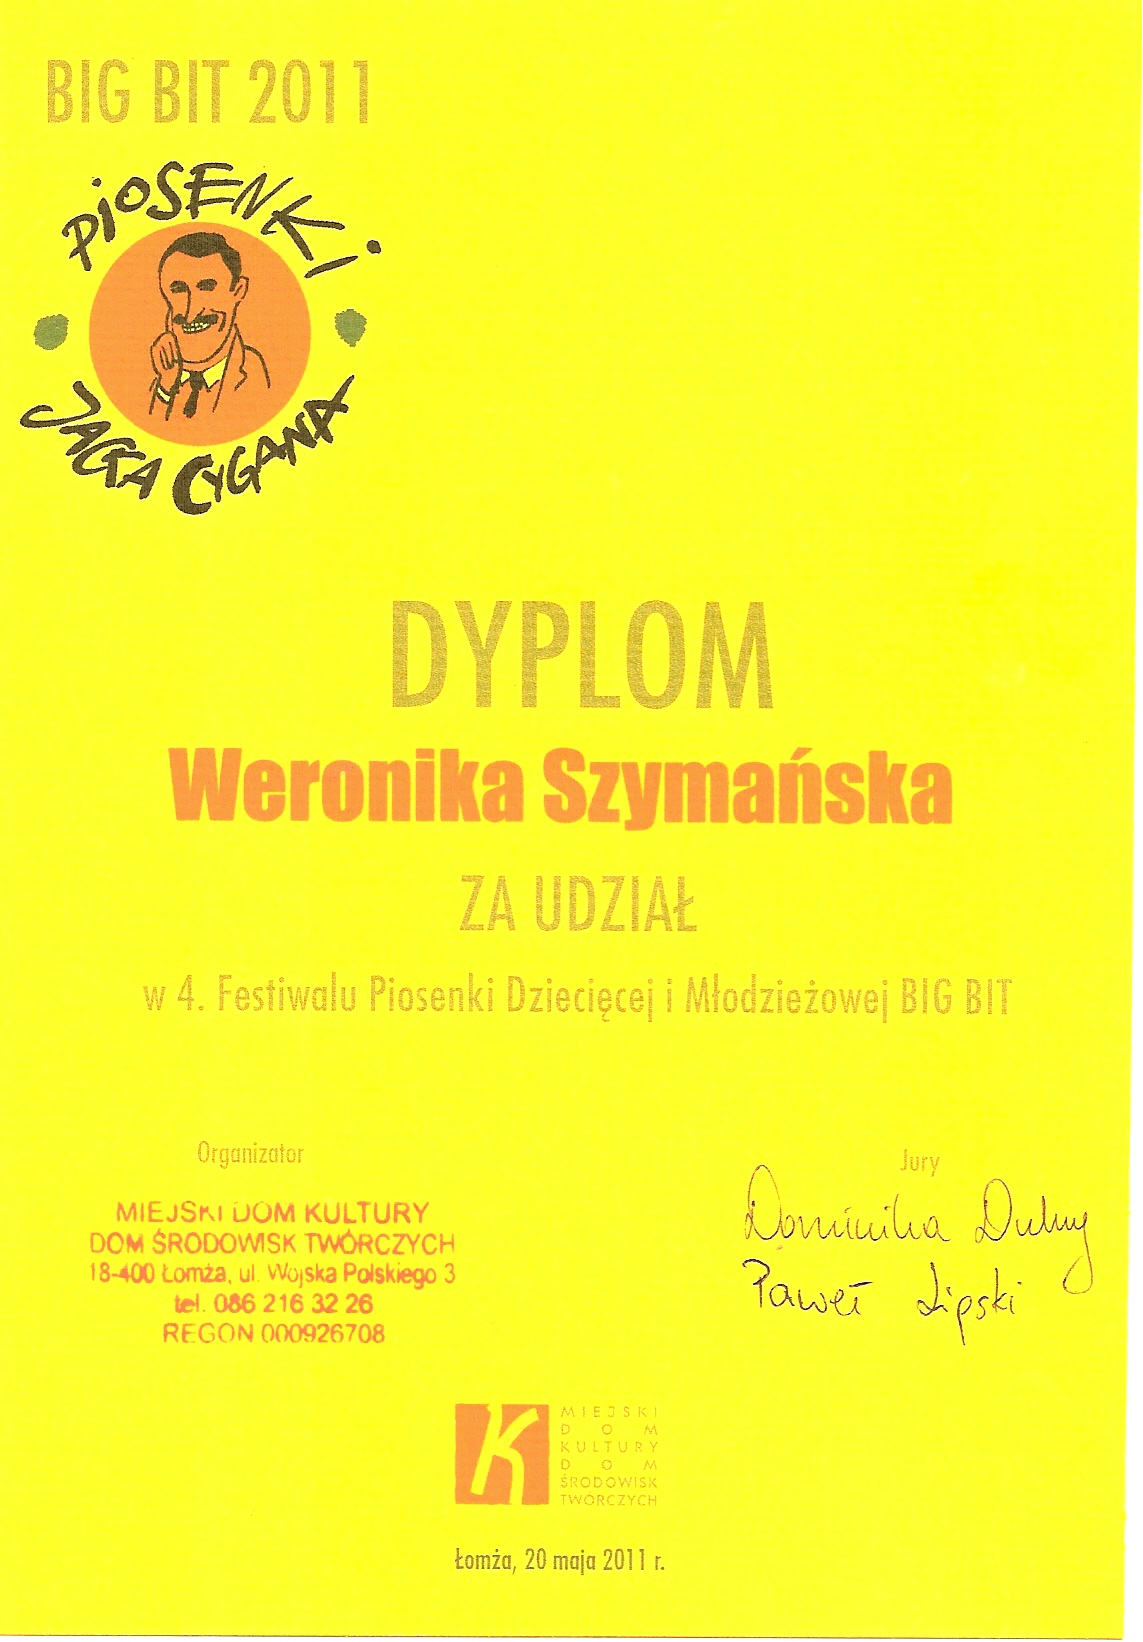 BIG BIT 2011
PiOSENKi
JACKA CYGANA
DYPLOM
Weronika Szymańska
ZA UDZIAŁ
w 4. Festiwalu Piosenki Dziecięcej i Młodzieżowej BIG BIT
Organizator
MIEJSKI DOM KULTURY
DOM ŚRODOWISK TWÓRCZYCH
18-400 Łomża, ul. Wojska Polskiego 3
tel. 086 216 32 26
REGON 000926708
Jury
Dominika
Paweł Lipski
K
MIEJSKI
DOM
KULTURY
DOM
ŚRODOWISK
TWÓRCZYCH
Łomża, 20 maja 2011 r.